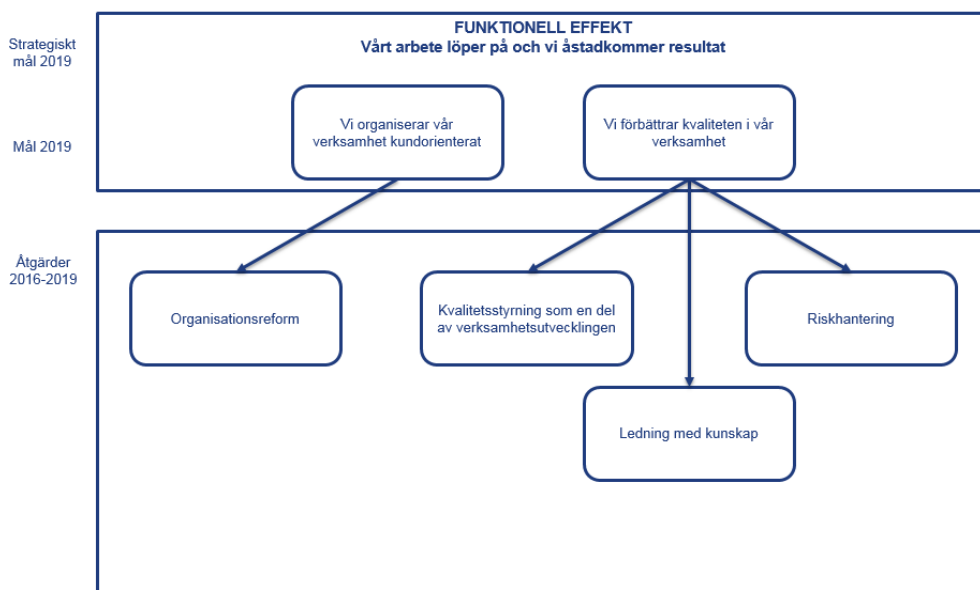 Strategiskt
mål 2019
FUNKTIONELL EFFEKT
Vårt arbete löper på och vi åstadkommer resultat
Mål 2019
Vi organiserar vår
verksamhet kundorienterat
Vi förbättrar kvaliteten i vår
verksamhet
Åtgärder
2016-2019
Organisationsreform
Kvalitetsstyrning som en del
av verksamhetsutvecklingen
Riskhantering
Ledning med kunskap